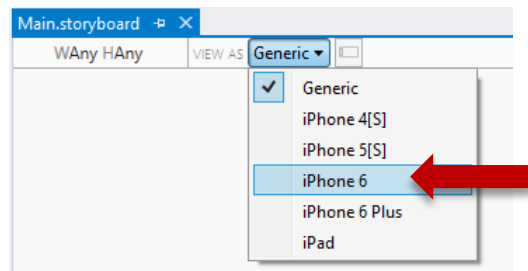 Main.storyboard
WAny HAny VIEW AS Generic
Generic
iPhone 4[S]
iPhone 5[S]
iPhone 6
iPhone 6 Plus
iPad